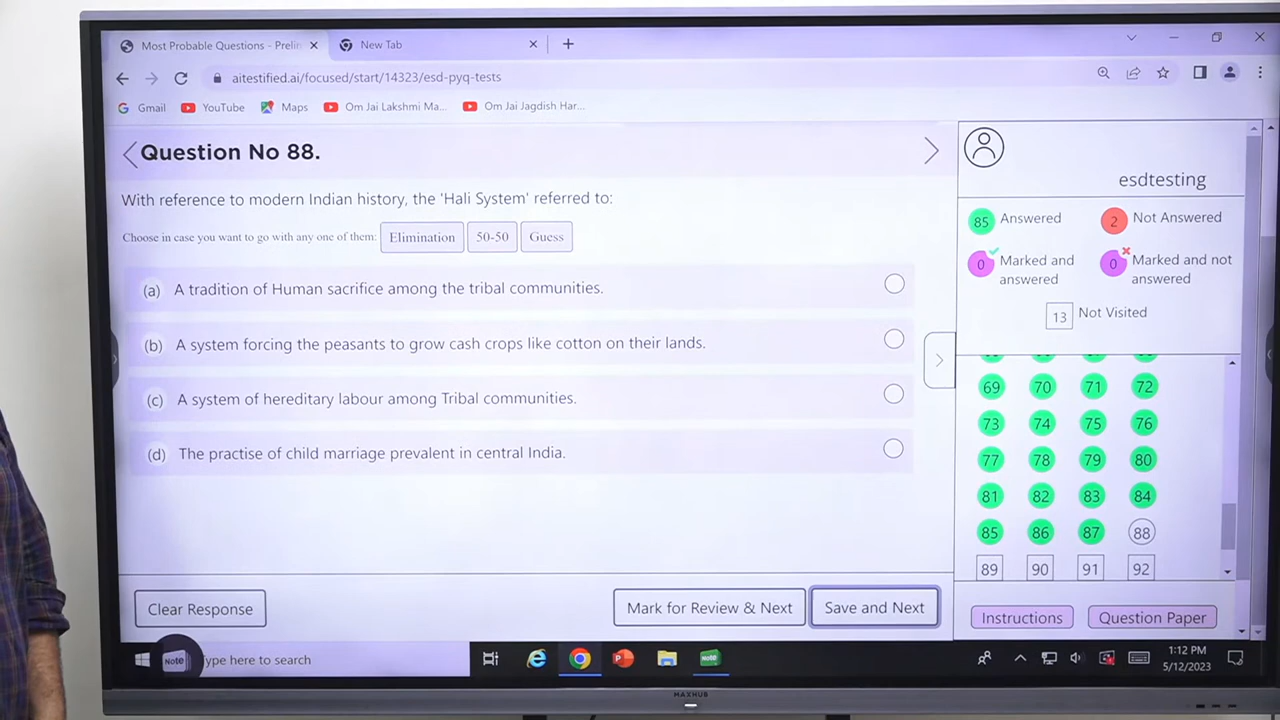 Most Probable Questions - Prelin
New Tab
aitestified.ai/focused/start/14323/esd-pyq-tests
Gmail
YouTube
Maps
Om Jai Lakshmi Ma...
Om Jai Jagdish Har...
Question No 88.
With reference to modern Indian history, the 'Hali System' referred to:
Choose in case you want to go with any one of them: Elimination 50-50 Guess
(a) A tradition of Human sacrifice among the tribal communities.
(b) A system forcing the peasants to grow cash crops like cotton on their lands.
(c) A system of hereditary labour among Tribal communities.
(d) The practise of child marriage prevalent in central India.
Clear Response
Mark for Review & Next
Save and Next
esdtesting
85 Answered
2 Not Answered
0 Marked and answered
0 Marked and not answered
13 Not Visited
69 70 71 72
73 74 75 76
77 78 79 80
81 82 83 84
85 86 87 88
89 90 91 92
Instructions
Question Paper
Note
ype here to search
Note
1:12 PM
5/12/2023
MAXHUB